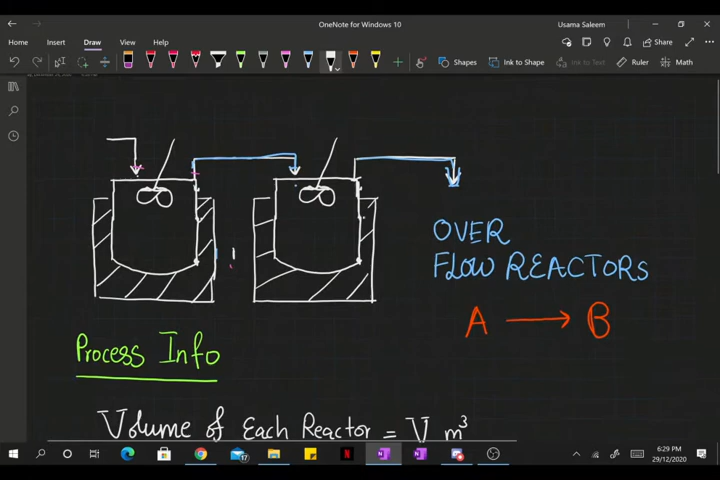 OneNote for Windows 10
Usama Saleem
Home Insert Draw View Help
Share
Shapes Ink to Shape Ink to Text Ruler Math
OVER
FLOW REACTORS
A → B
Process Info
Volume of Each Reactor = V m³
17
6:29 PM
29/12/2020